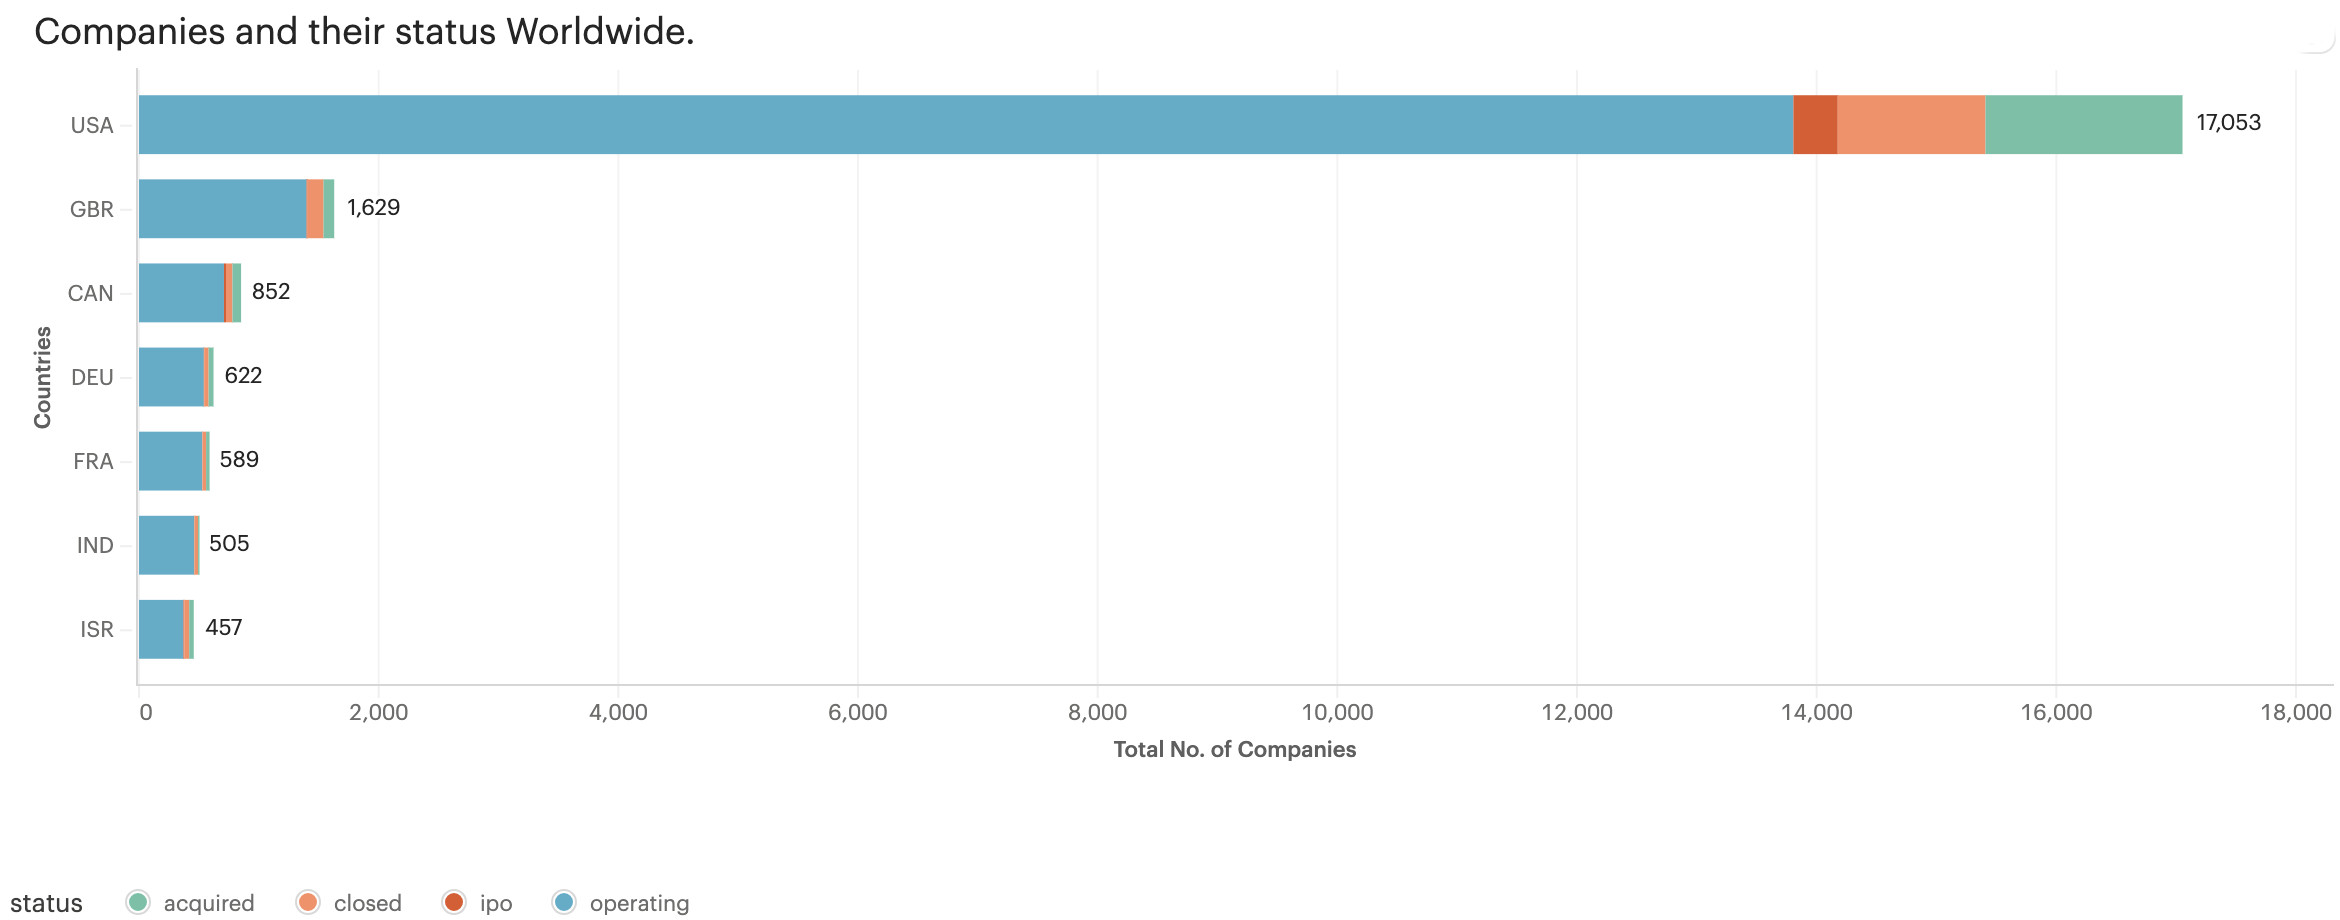 Companies and their status Worldwide.
USA
17,053
GBR
1,629
CAN
852
DEU
622
FRA
589
IND
505
ISR
457
Countries
0 2,000 4,000 6,000 8,000 10,000 12,000 14,000 16,000 18,000
Total No. of Companies
status acquired closed ipo operating